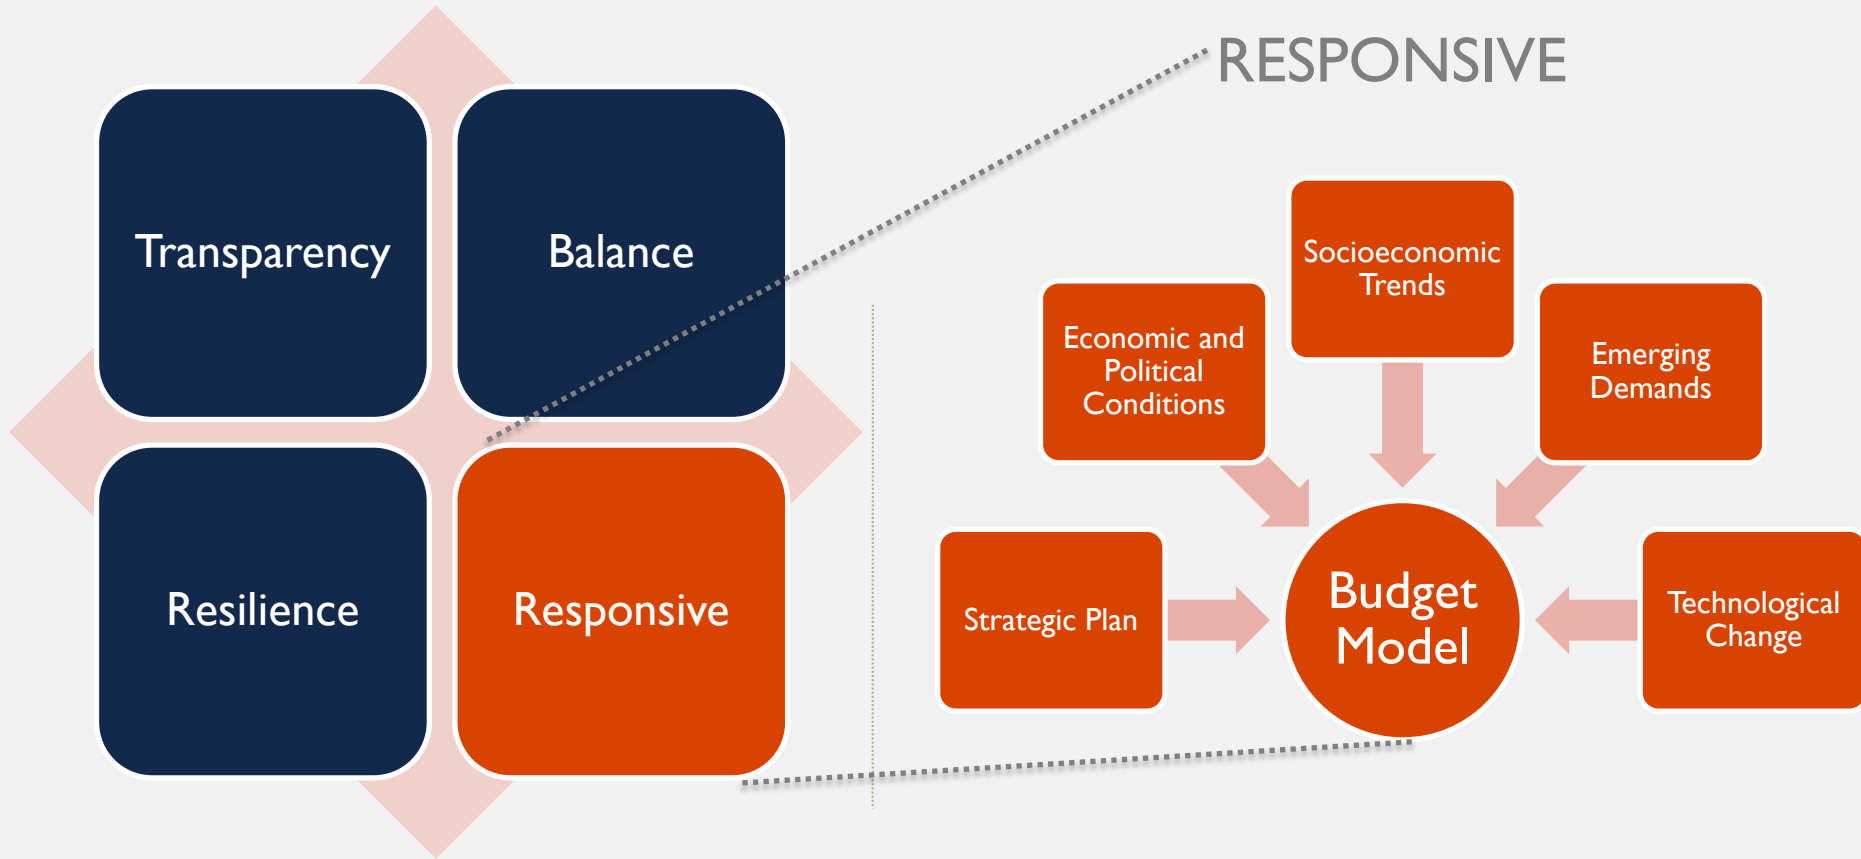 RESPONSIVE
Transparency
Balance
Resilience
Responsive
Socioeconomic
Trends
Economic and
Political
Conditions
Emerging
Demands
Strategic Plan
Budget
Model
Technological
Change